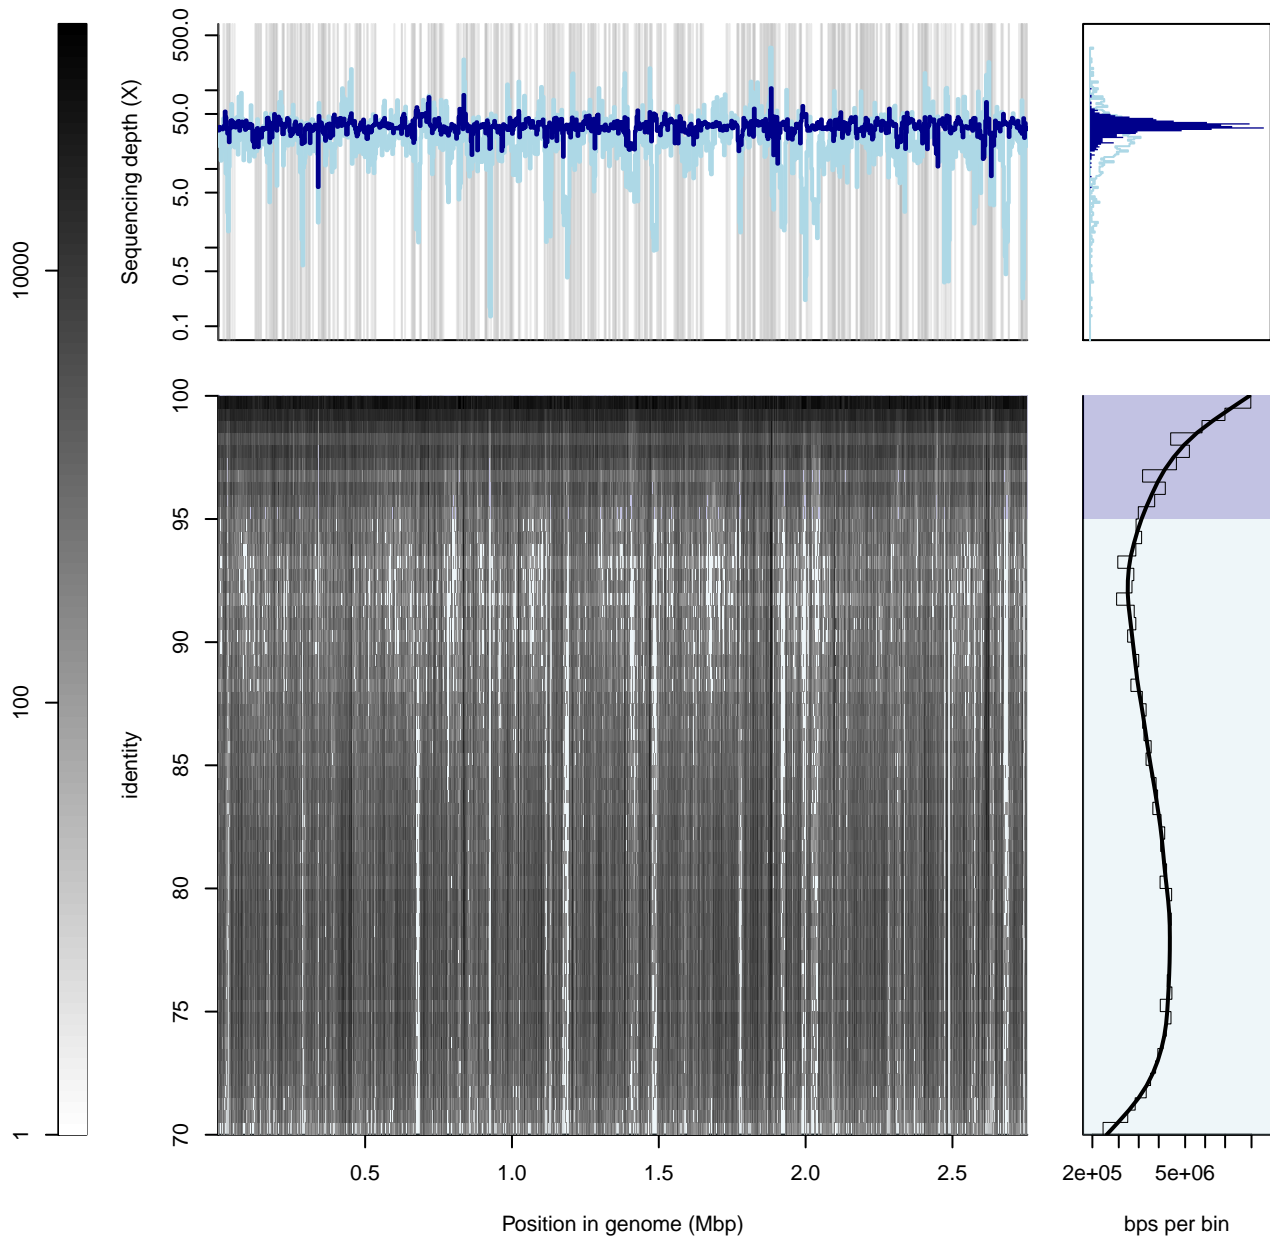 500.0
50.0
5.0
0.5
0.1
Sequencing depth (X)
10000
100
1
100
95
90
85
80
75
70
identity
0.5 1.0 1.5 2.0 2.5
Position in genome (Mbp)
2e+05 5e+06
bps per bin